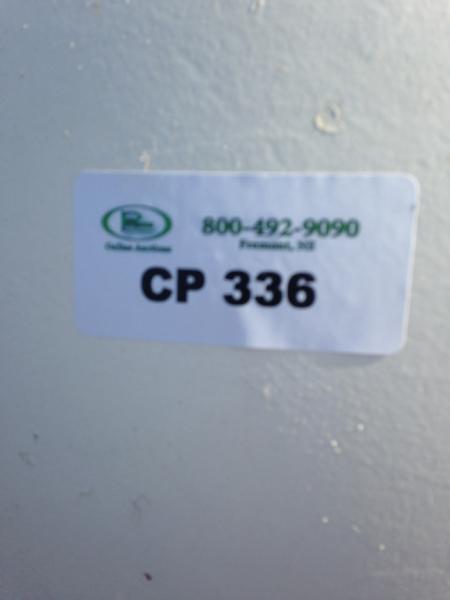 800-492-9090
Fremont, NE
Online Auctions
CP 336